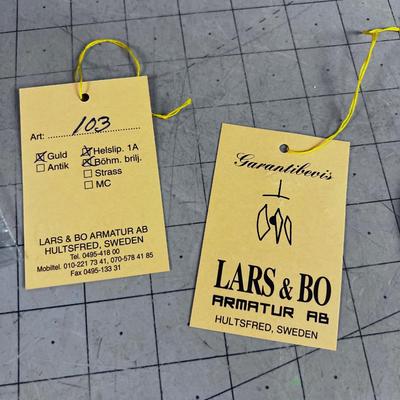 Art: 103
☒ Guld ☒ Helslip. 1A
☐ Antik ☒ Böhm. brilj.
☐ Strass
☐ MC
LARS & BO ARMATUR AB
HULTSFRED, SWEDEN
Tel. 0495-418 00
Mobiltel. 010-221 73 41, 070-578 41 85
Fax 0495-133 31
Garantibevis
LARS & BO
ARMATUR AB
HULTSFRED, SWEDEN